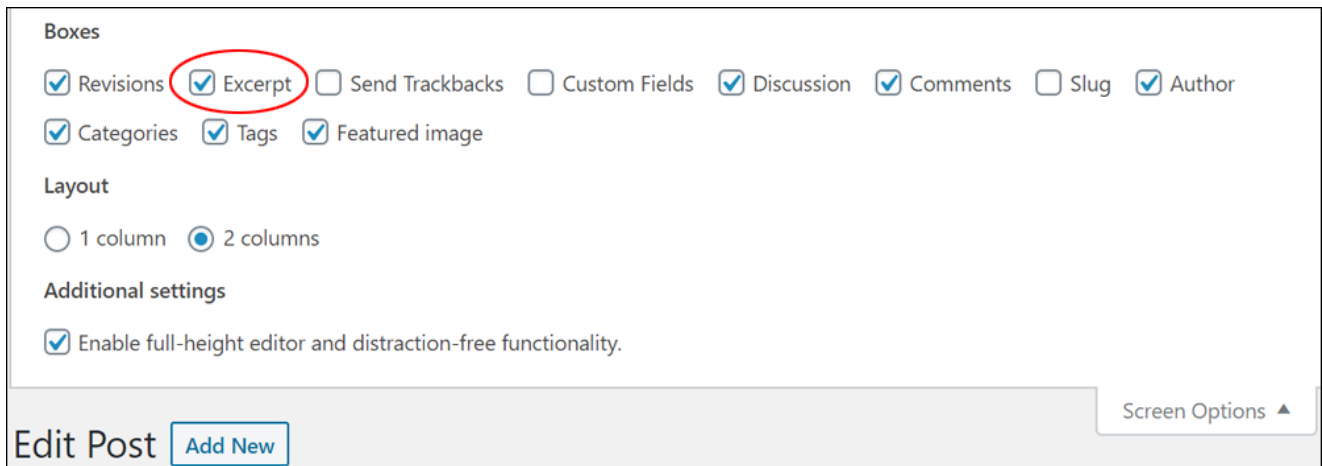 Boxes
Revisions Excerpt Send Trackbacks Custom Fields Discussion Comments Slug Author
Categories Tags Featured image
Layout
1 column 2 columns
Additional settings
Enable full-height editor and distraction-free functionality.
Screen Options
Edit Post Add New